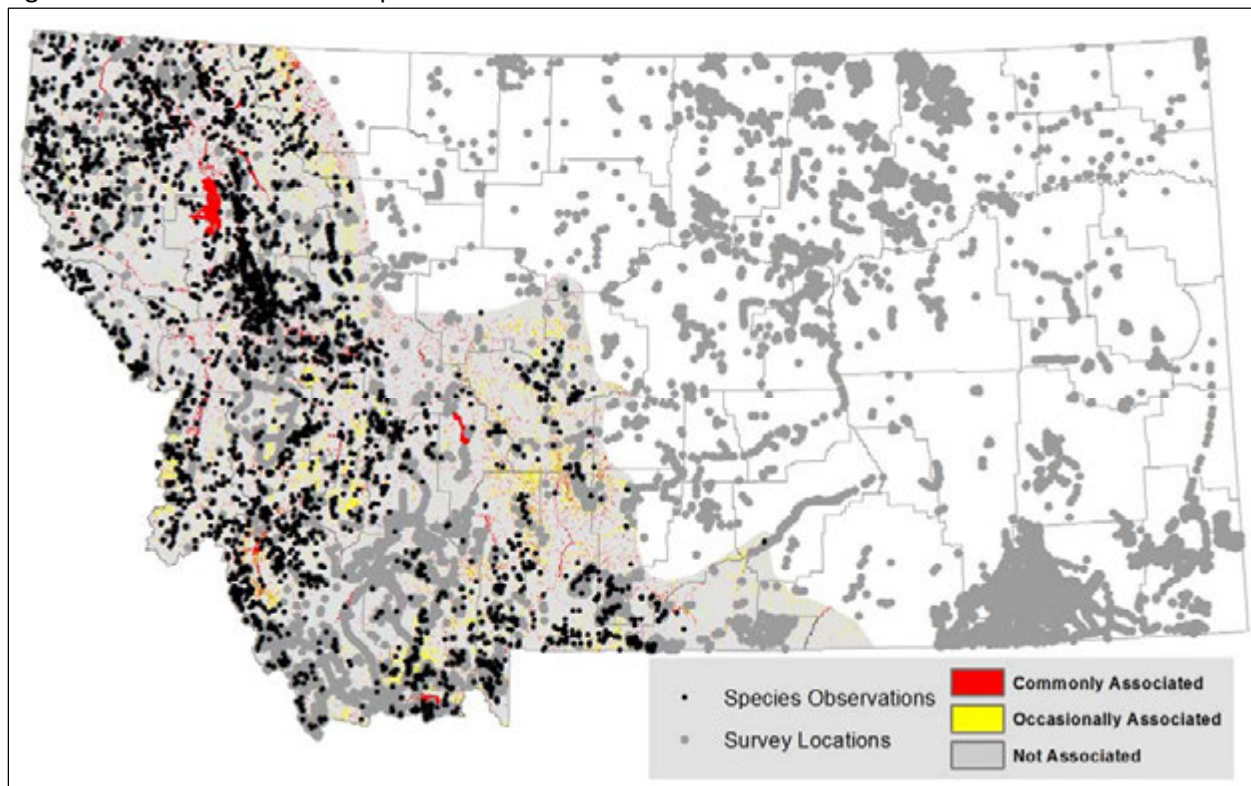 Species Observations
Survey Locations
Commonly Associated
Occasionally Associated
Not Associated